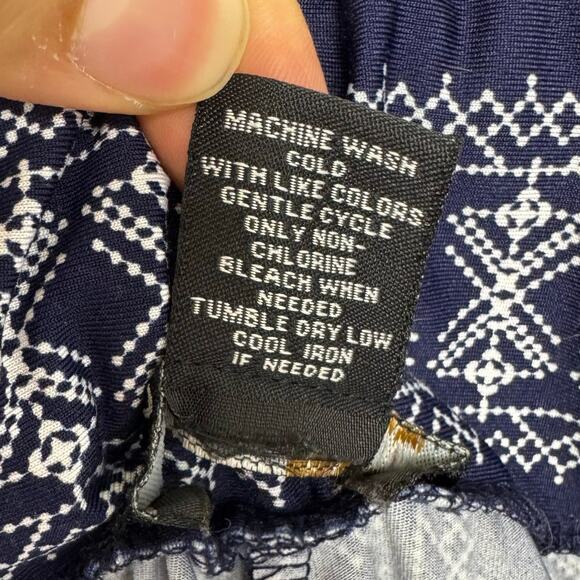 MACHINE WASH
COLD
WITH LIKE COLORS
GENTLE CYCLE
ONLY NON-
CHLORINE
BLEACH WHEN
NEEDED
TUMBLE DRY LOW
COOL IRON
IF NEEDED